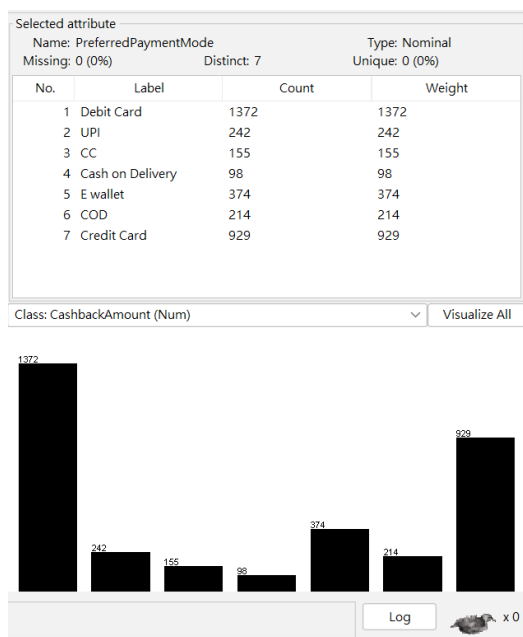 Selected attribute
Name: PreferredPaymentMode Type: Nominal
Missing: 0 (0%) Distinct: 7 Unique: 0 (0%)
No. Label Count Weight
1 Debit Card 1372 1372
2 UPI 242 242
3 CC 155 155
4 Cash on Delivery 98 98
5 E wallet 374 374
6 COD 214 214
7 Credit Card 929 929
Class: CashbackAmount (Num) Visualize All
1372
929
374
242
214
155
98
Log x 0